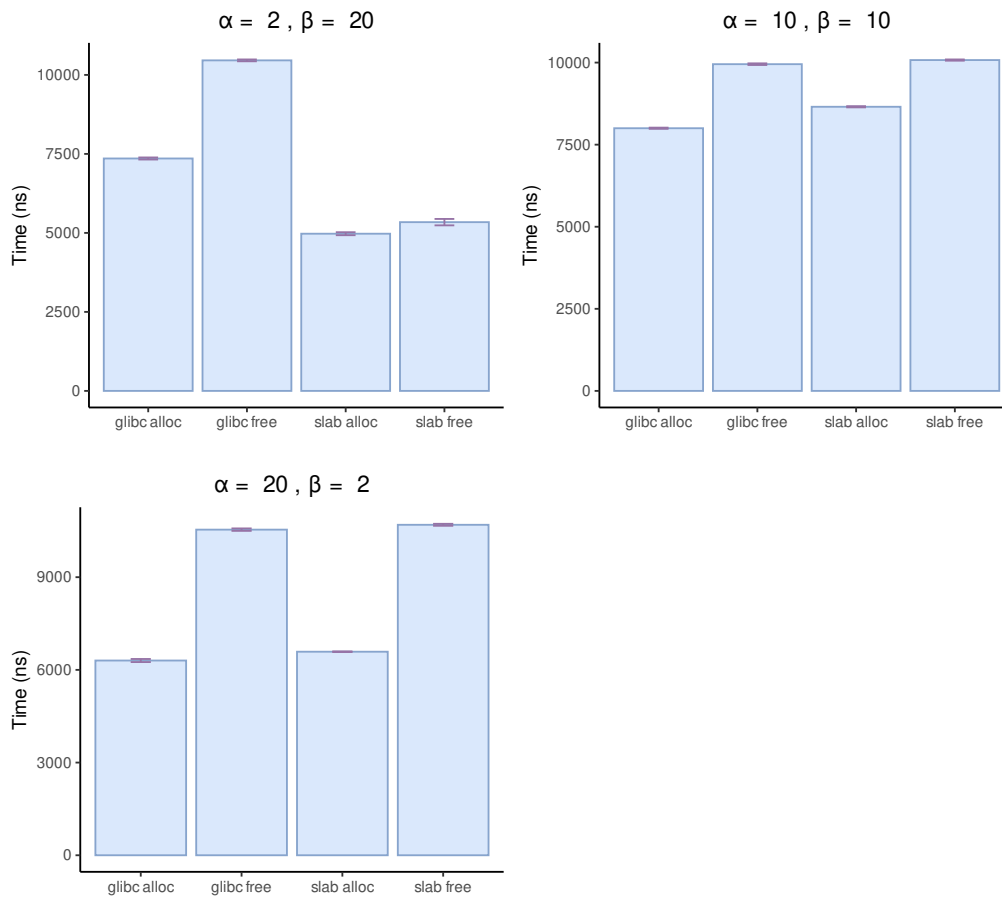 α = 2 , β = 20
Time (ns)
10000
7500
5000
2500
0
glibc alloc
glibc free
slab alloc
slab free
α = 10 , β = 10
Time (ns)
10000
7500
5000
2500
0
glibc alloc
glibc free
slab alloc
slab free
α = 20 , β = 2
Time (ns)
9000
6000
3000
0
glibc alloc
glibc free
slab alloc
slab free